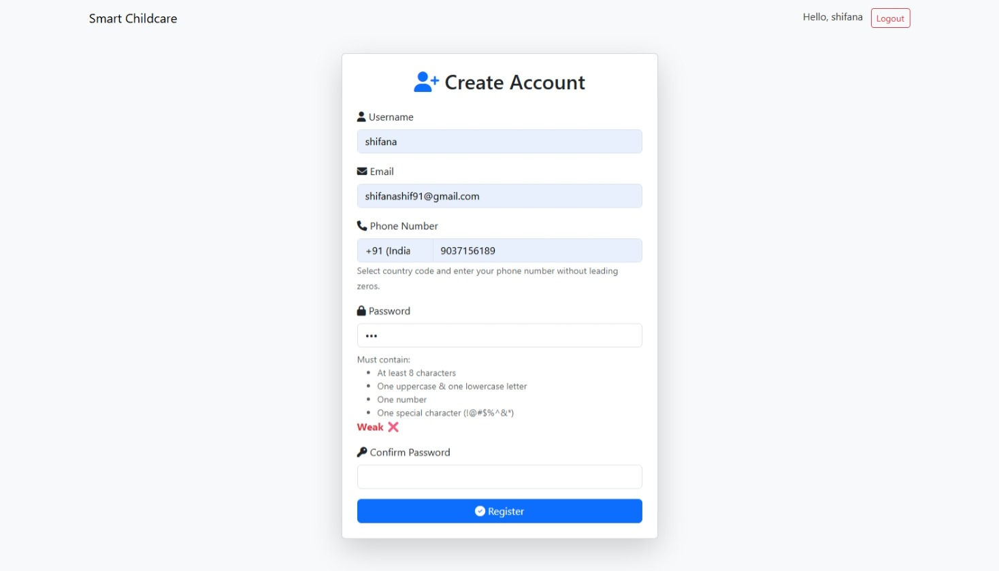 Smart Childcare
Hello, shifana
Logout
Create Account
Username
shifana
Email
shifanashif91@gmail.com
Phone Number
+91 (India
9037156189
Select country code and enter your phone number without leading
zeros.
Password
•••
Must contain:
• At least 8 characters
• One uppercase & one lowercase letter
• One number
• One special character (!@#$%^&*)
Weak ❌
Confirm Password
Register